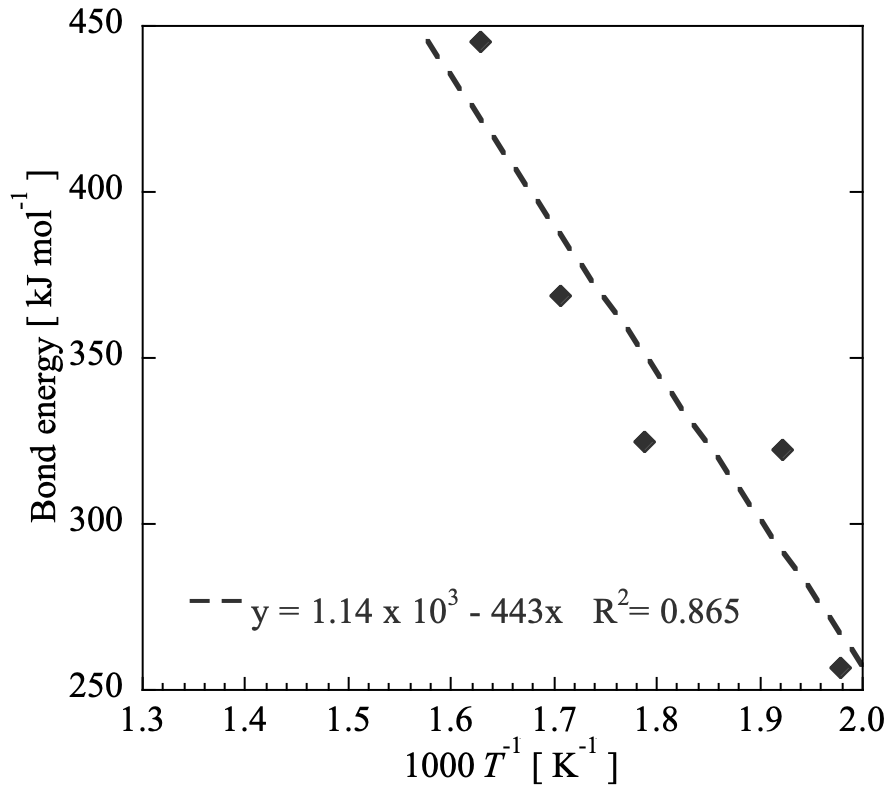 450
400
350
300
250
Bond energy [ kJ mol⁻¹ ]
y = 1.14 x 10³ - 443x R²= 0.865
1.3 1.4 1.5 1.6 1.7 1.8 1.9 2.0
1000 T⁻¹ [ K⁻¹ ]